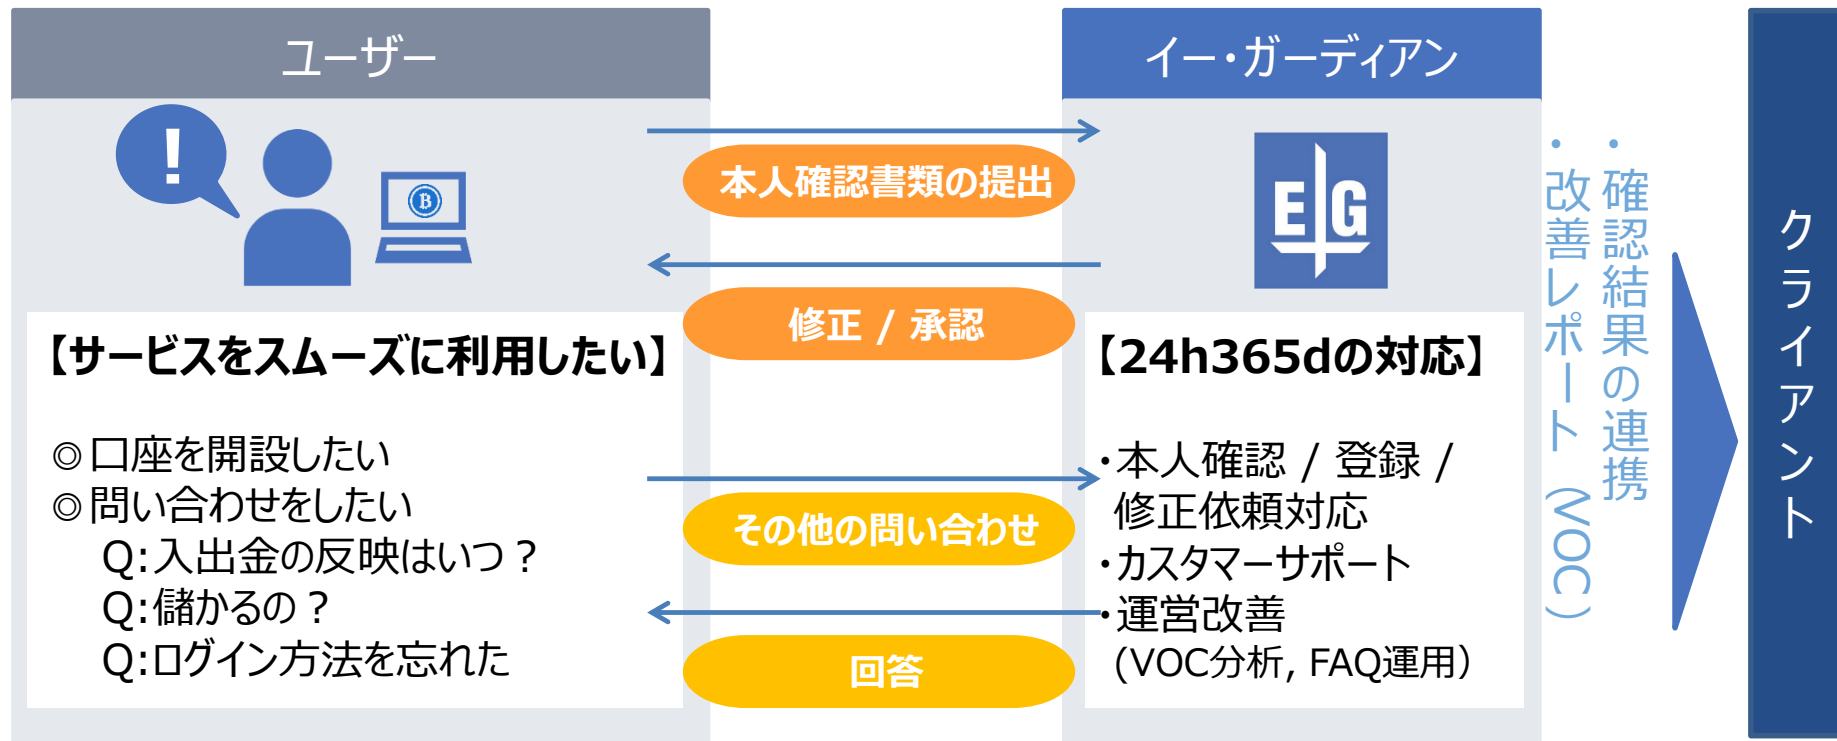 ユーザー
!
B
【サービスをスムーズに利用したい】
◎口座を開設したい
◎問い合わせをしたい
Q:入出金の反映はいつ？
Q:儲かるの？
Q:ログイン方法を忘れた
本人確認書類の提出
修正 / 承認
その他の問い合わせ
回答
イー・ガーディアン
EG
【24h365dの対応】
・本人確認 / 登録 /
修正依頼対応
・カスタマーサポート
・運営改善
(VOC分析, FAQ運用）
・確認結果の連携
・改善レポート（VOC）
クライアント